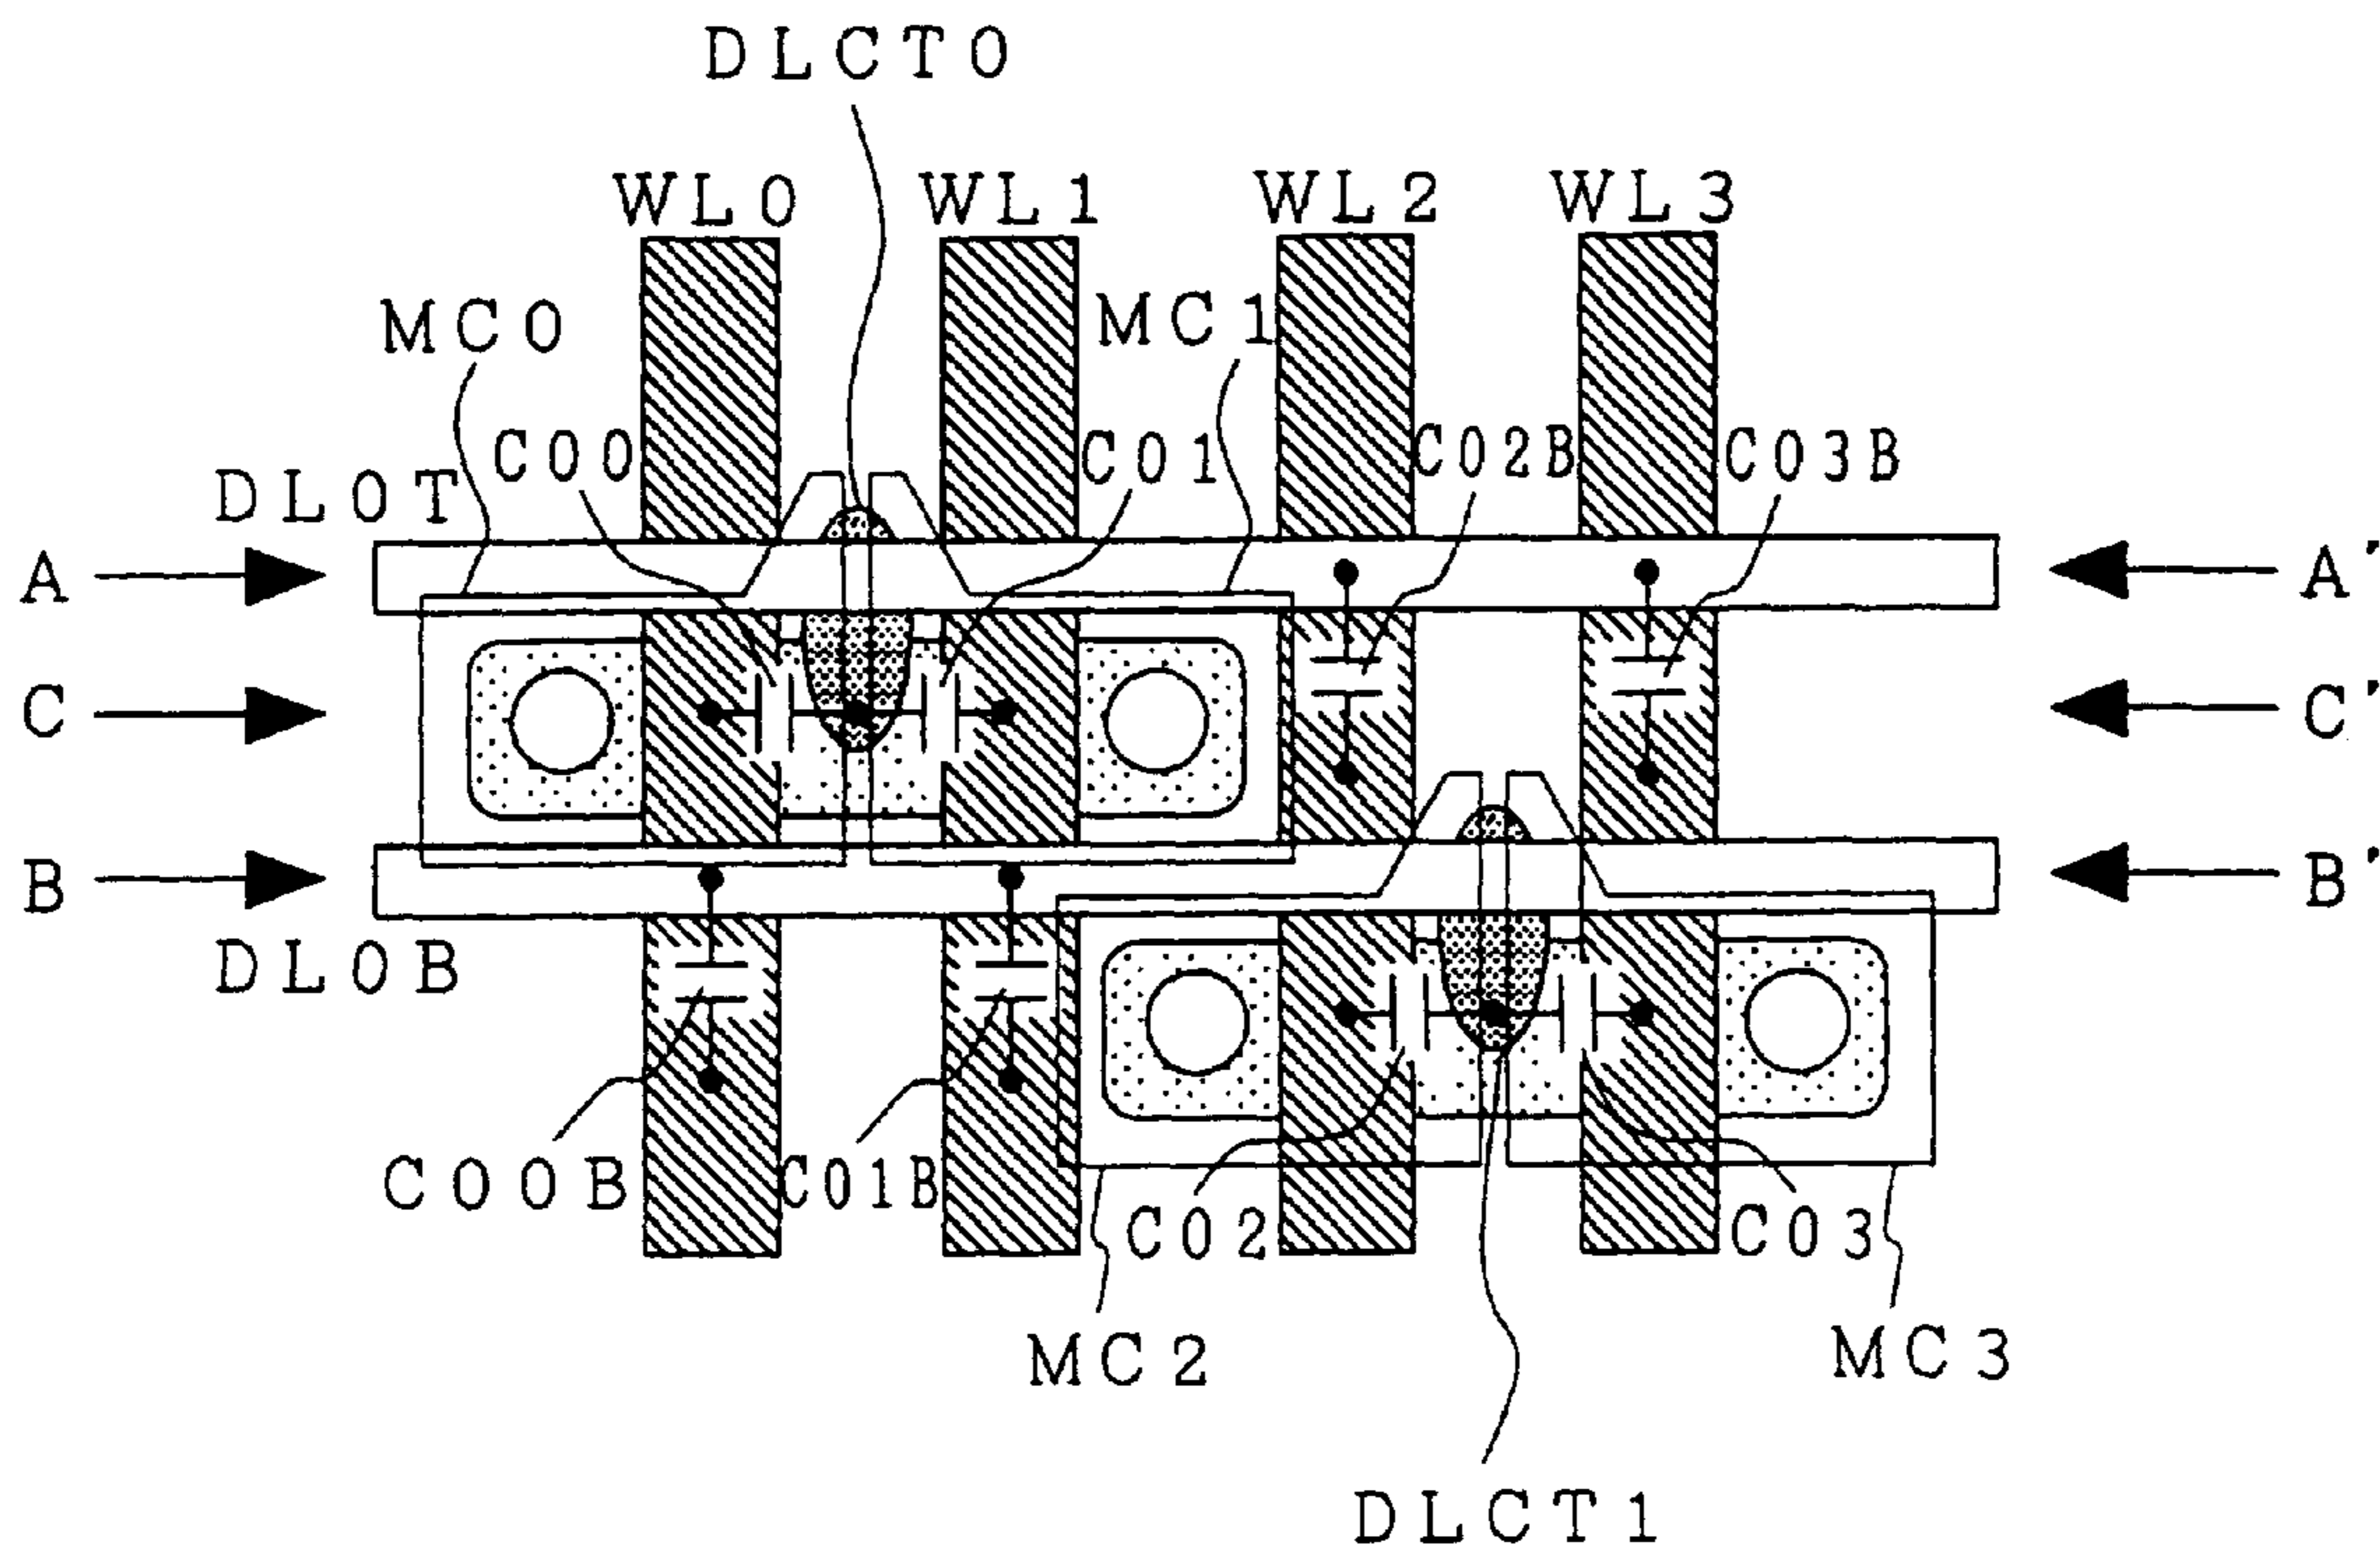 DLCT0
WL0 WL1 WL2 WL3
MC0 MC1
C00 C01 C02B C03B
DL0T
A A'
C C'
B B'
DL0B
C00B C01B C02 C03
MC2 MC3
DLCT1